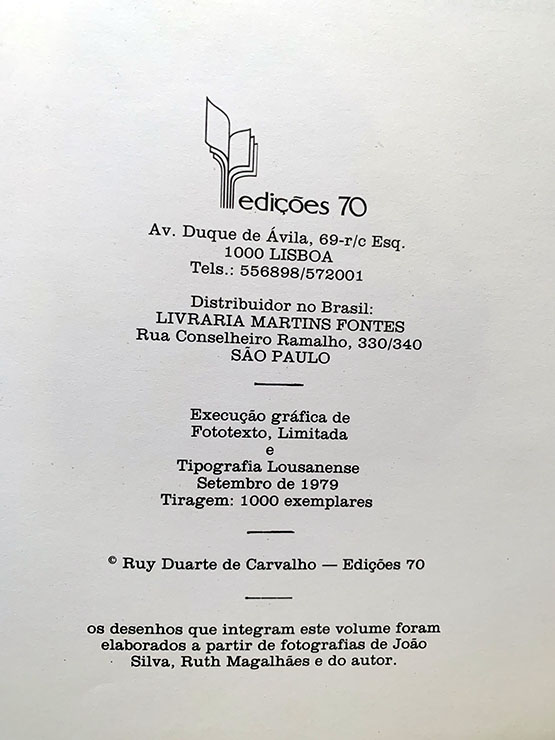 edições 70
Av. Duque de Ávila, 69-r/c Esq.
1000 LISBOA
Tels.: 556898/572001
Distribuidor no Brasil:
LIVRARIA MARTINS FONTES
Rua Conselheiro Ramalho, 330/340
SÃO PAULO
Execução gráfica de
Fototexto, Limitada
e
Tipografia Lousanense
Setembro de 1979
Tiragem: 1000 exemplares
© Ruy Duarte de Carvalho — Edições 70
os desenhos que integram este volume foram
elaborados a partir de fotografias de João
Silva, Ruth Magalhães e do autor.